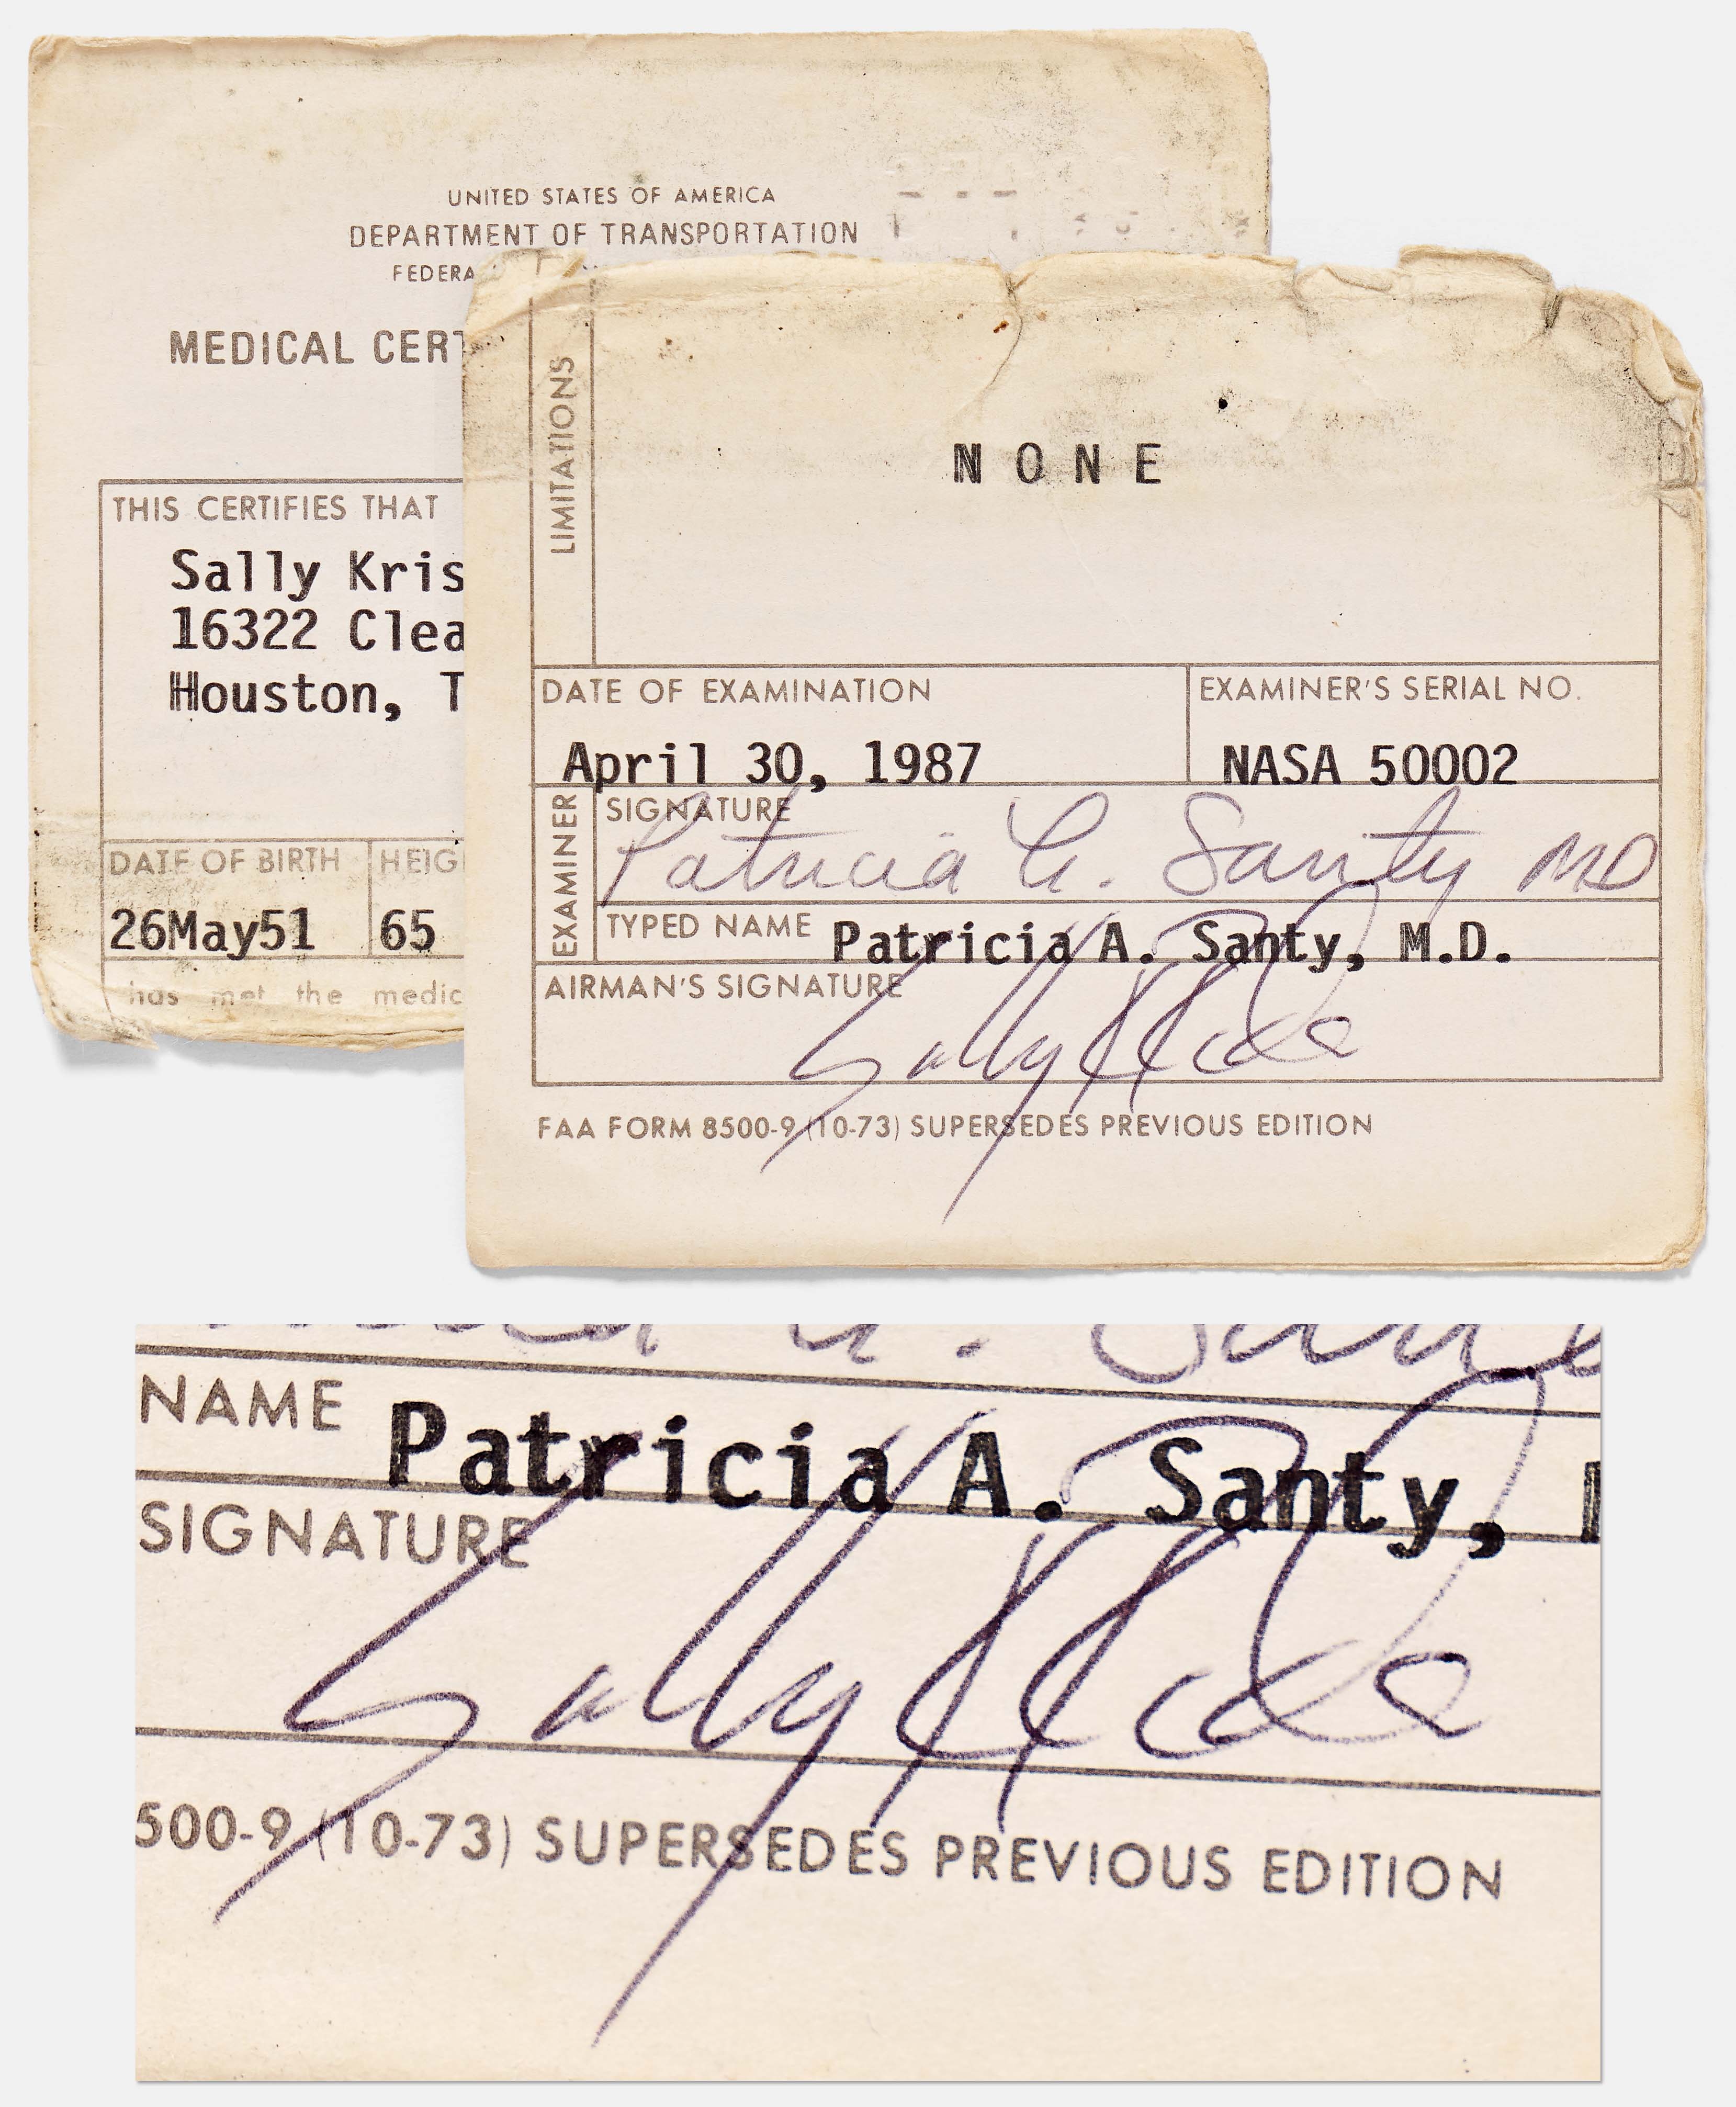 UNITED STATES OF AMERICA
DEPARTMENT OF TRANSPORTATION
FEDERA
MEDICAL CERT
THIS CERTIFIES THAT
Sally Kris
16322 Clea
Houston, T
DATE OF BIRTH HEIG
26May51 65
has met the medic
LIMITATIONS
NONE
DATE OF EXAMINATION EXAMINER'S SERIAL NO.
April 30, 1987 NASA 50002
EXAMINER
SIGNATURE
Patricia A. Santy MD
TYPED NAME Patricia A. Santy, M.D.
AIRMAN'S SIGNATURE
Sally K Ride
FAA FORM 8500-9 (10-73) SUPERSEDES PREVIOUS EDITION
NAME Patricia A. Santy,
SIGNATURE
Sally K Ride
500-9 (10-73) SUPERSEDES PREVIOUS EDITION